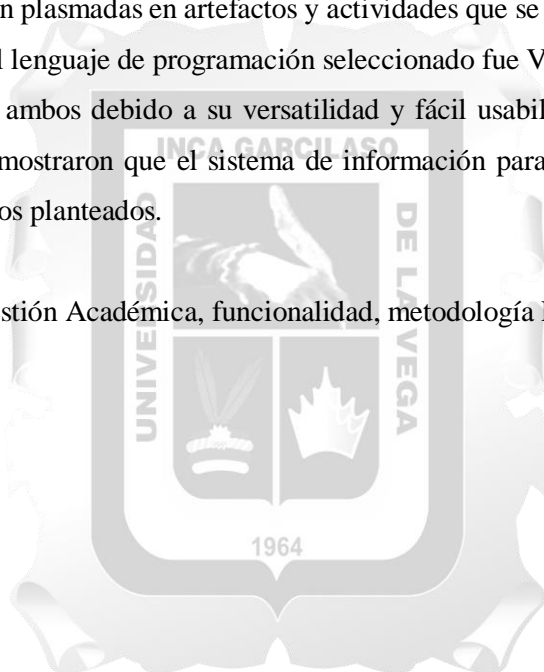 n plasmadas en artefactos y actividades que se
l lenguaje de programación seleccionado fue V
ambos debido a su versatilidad y fácil usabil
mostraron que el sistema de información para
os planteados.
stión Académica, funcionalidad, metodología
INCA GARCILASO
UNIVERSIDAD
DE LA VEGA
1964